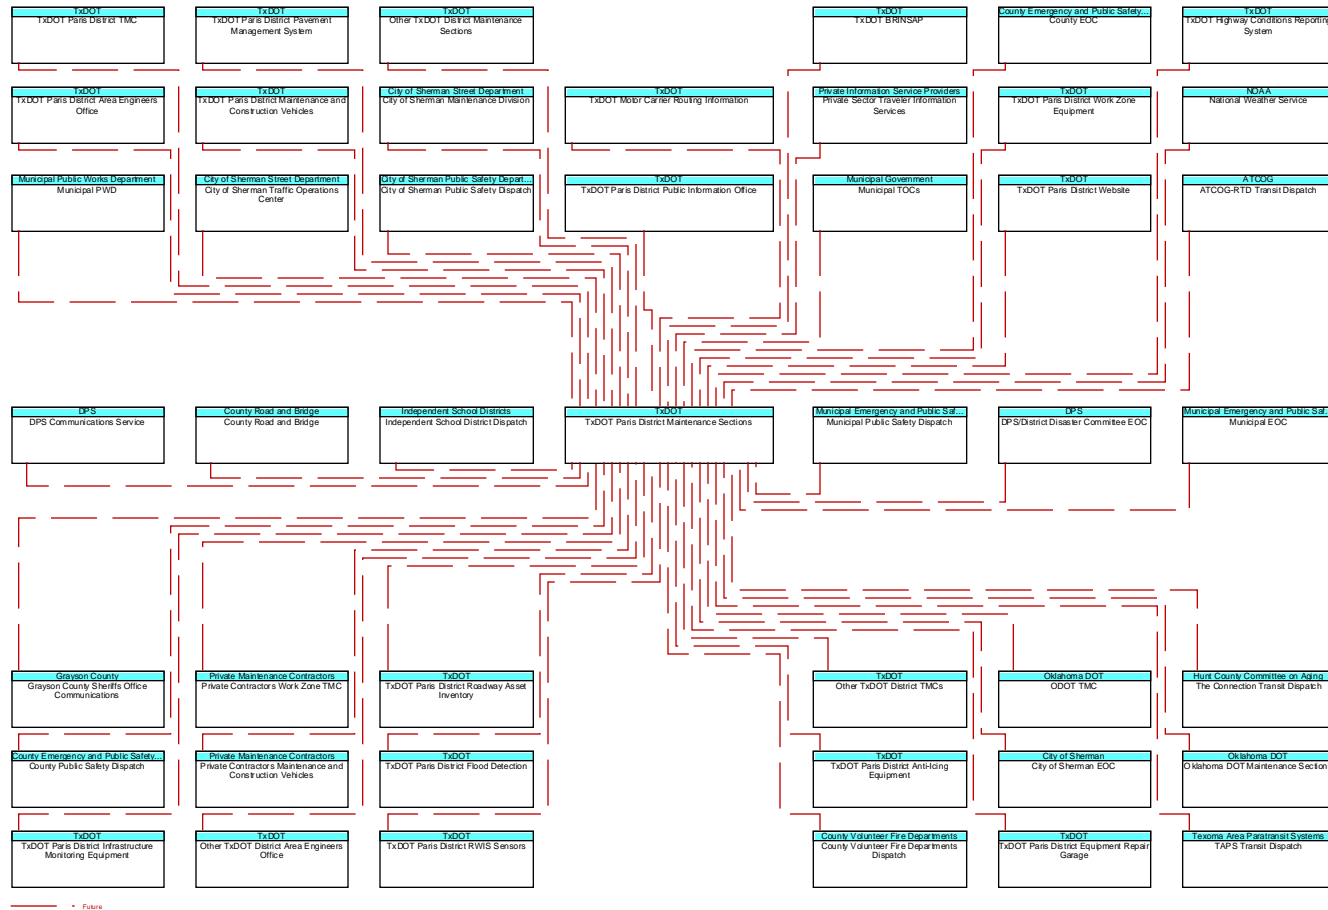 TxDOT
TxDOT Paris District TMC
TxDOT
TxDOT Paris District Pavement
Management System
TxDOT
Other TxDOT District Maintenance
Sections
TxDOT
TxDOT BRINSAP
County Emergency and Public Safety...
County EOC
TxDOT
TxDOT Highway Conditions Reporting
System
TxDOT
TxDOT Paris District Area Engineers
Office
TxDOT
TxDOT Paris District Maintenance and
Construction Vehicles
City of Sherman Street Department
City of Sherman Maintenance Division
TxDOT
TxDOT Motor Carrier Routing Information
Private Information Service Providers
Private Sector Traveler Information
Services
TxDOT
TxDOT Paris District Work Zone
Equipment
NOAA
National Weather Service
Municipal Public Works Department
Municipal PWD
City of Sherman Street Department
City of Sherman Traffic Operations
Center
City of Sherman Public Safety Depart...
City of Sherman Public Safety Dispatch
TxDOT
TxDOT Paris District Public Information Office
Municipal Government
Municipal TOCs
TxDOT
TxDOT Paris District Website
ATCOG
ATCOG-RTD Transit Dispatch
DPS
DPS Communications Service
County Road and Bridge
County Road and Bridge
Independent School Districts
Independent School District Dispatch
TxDOT
TxDOT Paris District Maintenance Sections
Municipal Emergency and Public Saf...
Municipal Public Safety Dispatch
DPS
DPS/District Disaster Committee EOC
Municipal Emergency and Public Saf...
Municipal EOC
Grayson County
Grayson County Sheriffs Office
Communications
Private Maintenance Contractors
Private Contractors Work Zone TMC
TxDOT
TxDOT Paris District Roadway Asset
Inventory
TxDOT
Other TxDOT District TMCs
Oklahoma DOT
ODOT TMC
Hunt County Committee on Aging
The Connection Transit Dispatch
County Emergency and Public Safety...
County Public Safety Dispatch
Private Maintenance Contractors
Private Contractors Maintenance and
Construction Vehicles
TxDOT
TxDOT Paris District Flood Detection
TxDOT
TxDOT Paris District Anti-Icing
Equipment
City of Sherman
City of Sherman EOC
Oklahoma DOT
Oklahoma DOT Maintenance Section
TxDOT
TxDOT Paris District Infrastructure
Monitoring Equipment
TxDOT
Other TxDOT District Area Engineers
Office
TxDOT
TxDOT Paris District RWIS Sensors
County Volunteer Fire Departments
County Volunteer Fire Departments
Dispatch
TxDOT
TxDOT Paris District Equipment Repair
Garage
Texoma Area Paratransit Systems
TAPS Transit Dispatch
Future